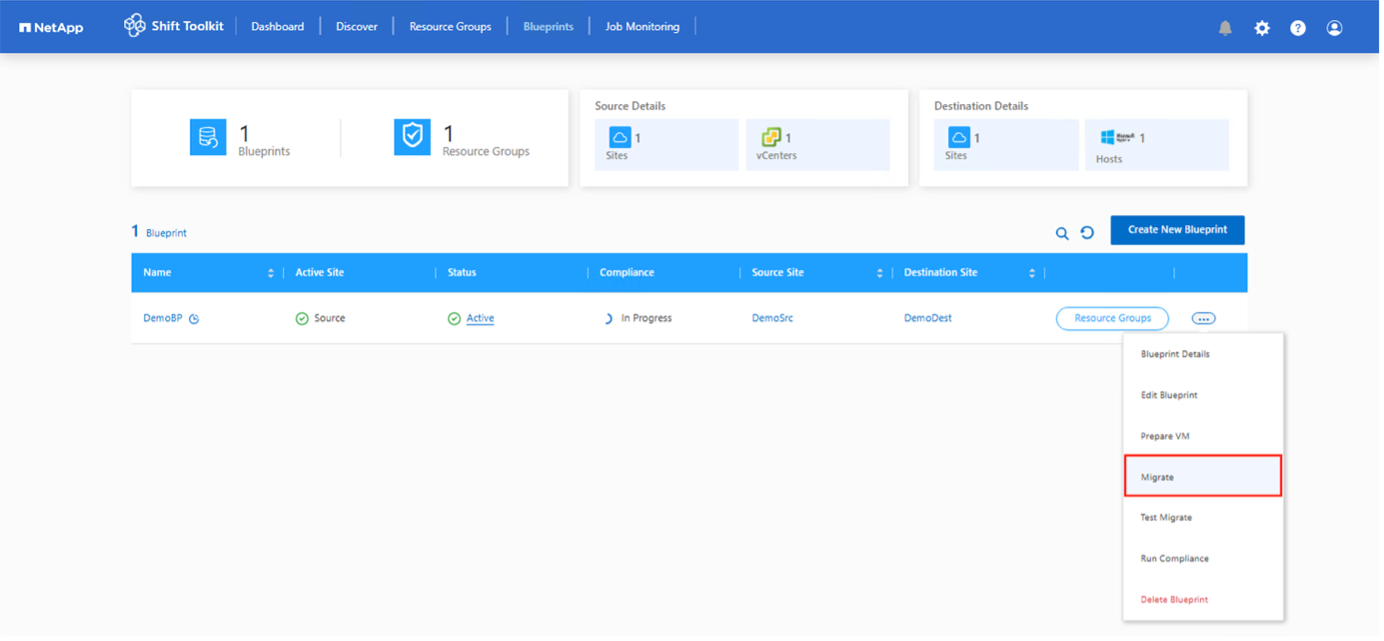 NetApp
Shift Toolkit
Dashboard
Discover
Resource Groups
Blueprints
Job Monitoring
1
Blueprints
1
Resource Groups
Source Details
1
Sites
1
vCenters
Destination Details
1
Sites
Microsoft
1
Hosts
1 Blueprint
Create New Blueprint
Name Active Site Status Compliance Source Site Destination Site
DemoBP Source Active In Progress DemoSrc DemoDest Resource Groups ...
Blueprint Details
Edit Blueprint
Prepare VM
Migrate
Test Migrate
Run Compliance
Delete Blueprint